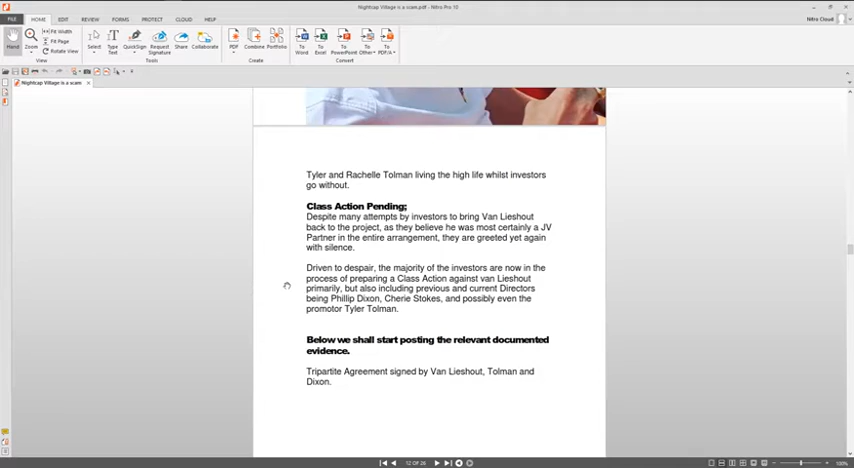 Nightcap Village is a scam.pdf - Nitro Pro 10
FILE HOME EDIT REVIEW FORMS PROTECT CLOUD HELP
Nitro Cloud
Hand
Zoom
Fit Width
Fit Page
Rotate View
Select
Type Text
QuickSign
Request Signature
Share
Collaborate
PDF
Combine
Portfolio
To Word
To Excel
To PowerPoint
To Other
To PDF/A
View Tools Create Convert
Nightcap Village is a scam
Tyler and Rachelle Tolman living the high life whilst investors
go without.
Class Action Pending;
Despite many attempts by investors to bring Van Lieshout
back to the project, as they believe he was most certainly a JV
Partner in the entire arrangement, they are greeted yet again
with silence.
Driven to despair, the majority of the investors are now in the
process of preparing a Class Action against van Lieshout
primarily, but also including previous and current Directors
being Phillip Dixon, Cherie Stokes, and possibly even the
promotor Tyler Tolman.
Below we shall start posting the relevant documented
evidence.
Tripartite Agreement signed by Van Lieshout, Tolman and
Dixon.
12 OF 26
100%